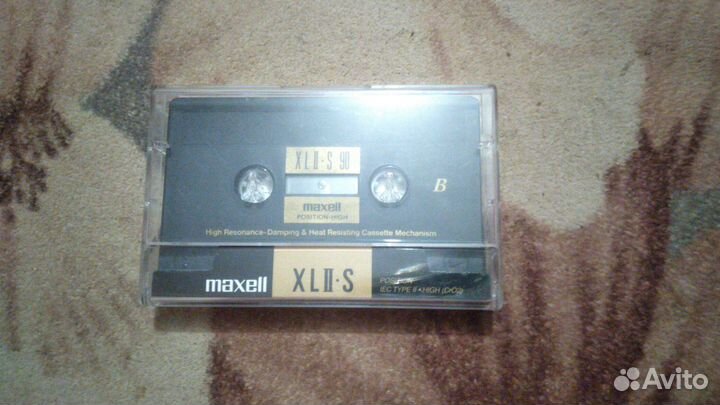 XLⅡ·S 90
maxell
POSITION·HIGH
B
High Resonance-Damping & Heat Resisting Cassette Mechanism
maxell
XLⅡ·S
POSITION
IEC TYPE Ⅱ·HIGH (CrO2)
Avito